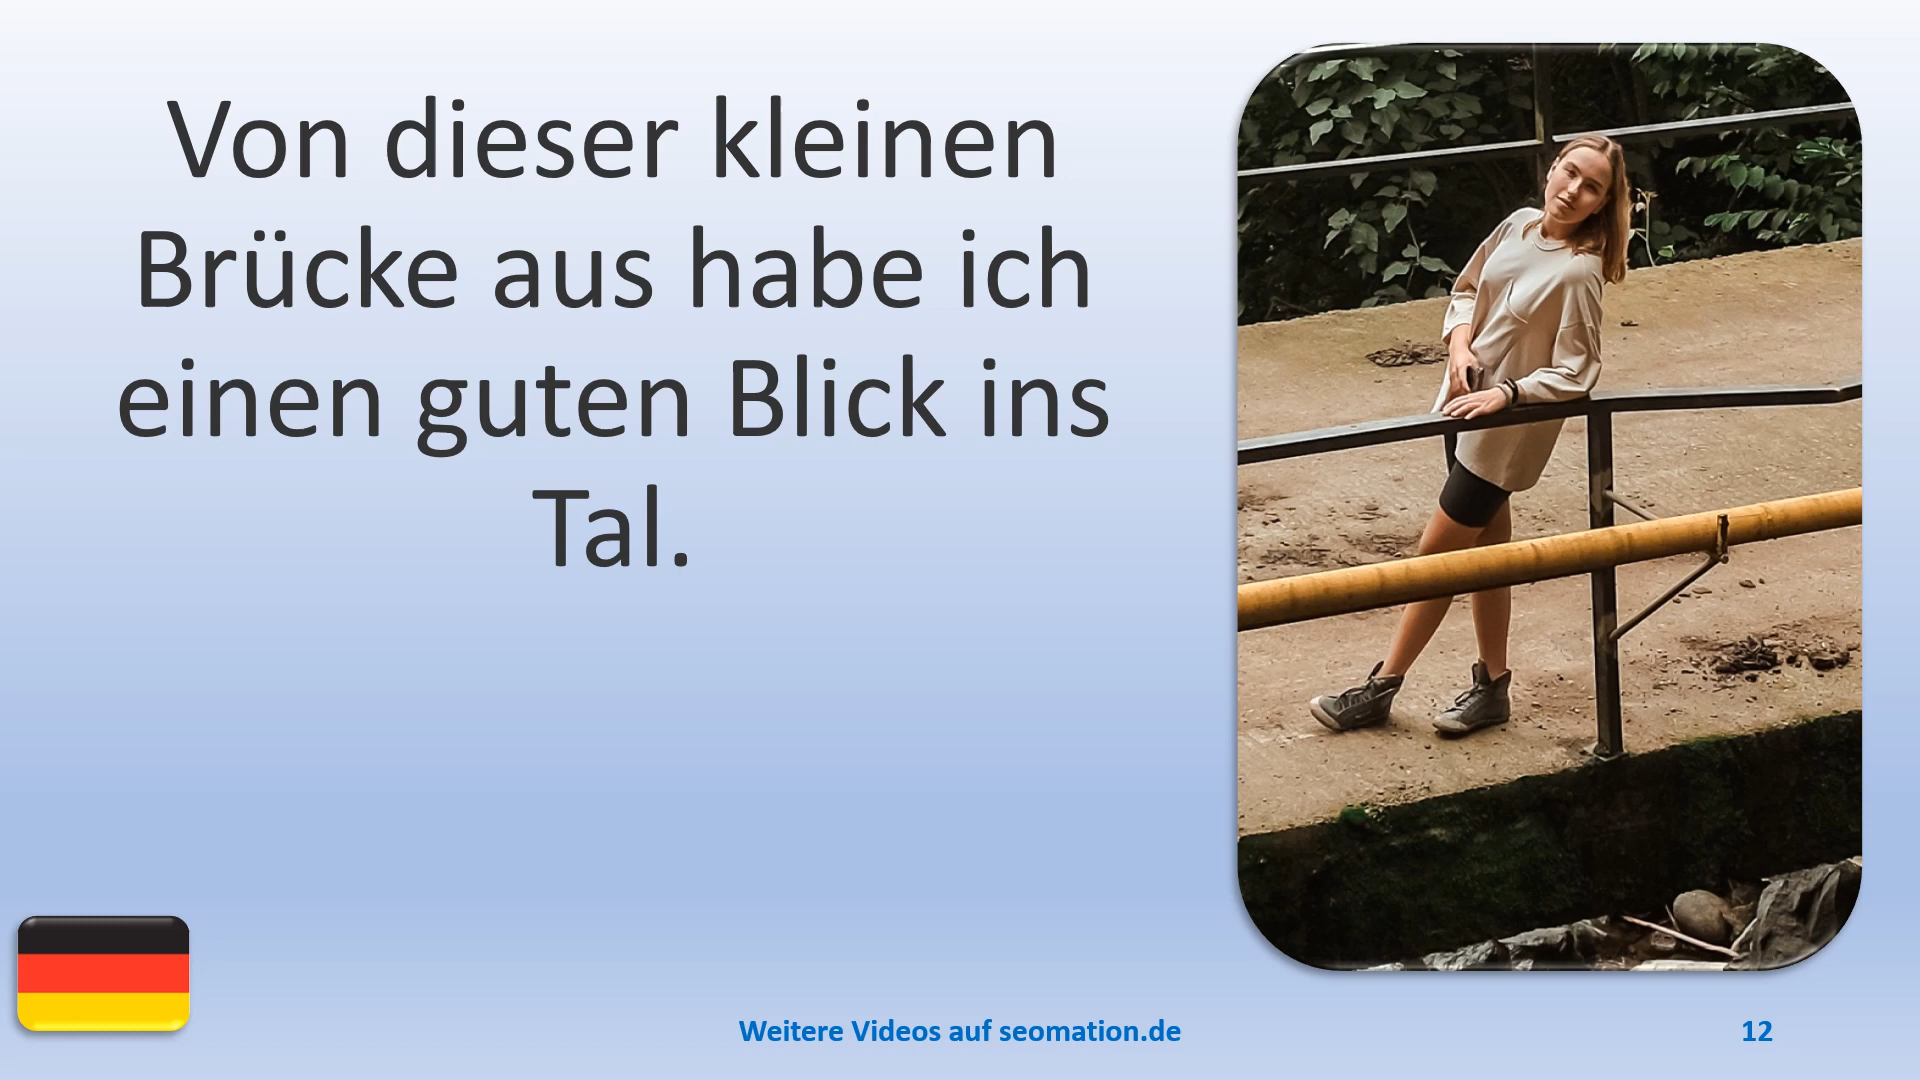 Von dieser kleinen
Brücke aus habe ich
einen guten Blick ins
Tal.
Weitere Videos auf seomation.de
12